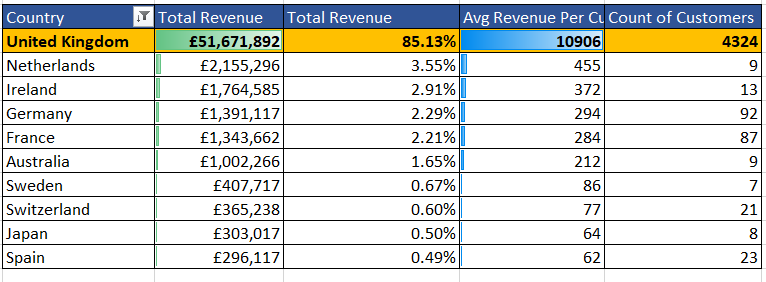 Country Total Revenue Total Revenue Avg Revenue Per Cu Count of Customers
United Kingdom £51,671,892 85.13% 10906 4324
Netherlands £2,155,296 3.55% 455 9
Ireland £1,764,585 2.91% 372 13
Germany £1,391,117 2.29% 294 92
France £1,343,662 2.21% 284 87
Australia £1,002,266 1.65% 212 9
Sweden £407,717 0.67% 86 7
Switzerland £365,238 0.60% 77 21
Japan £303,017 0.50% 64 8
Spain £296,117 0.49% 62 23